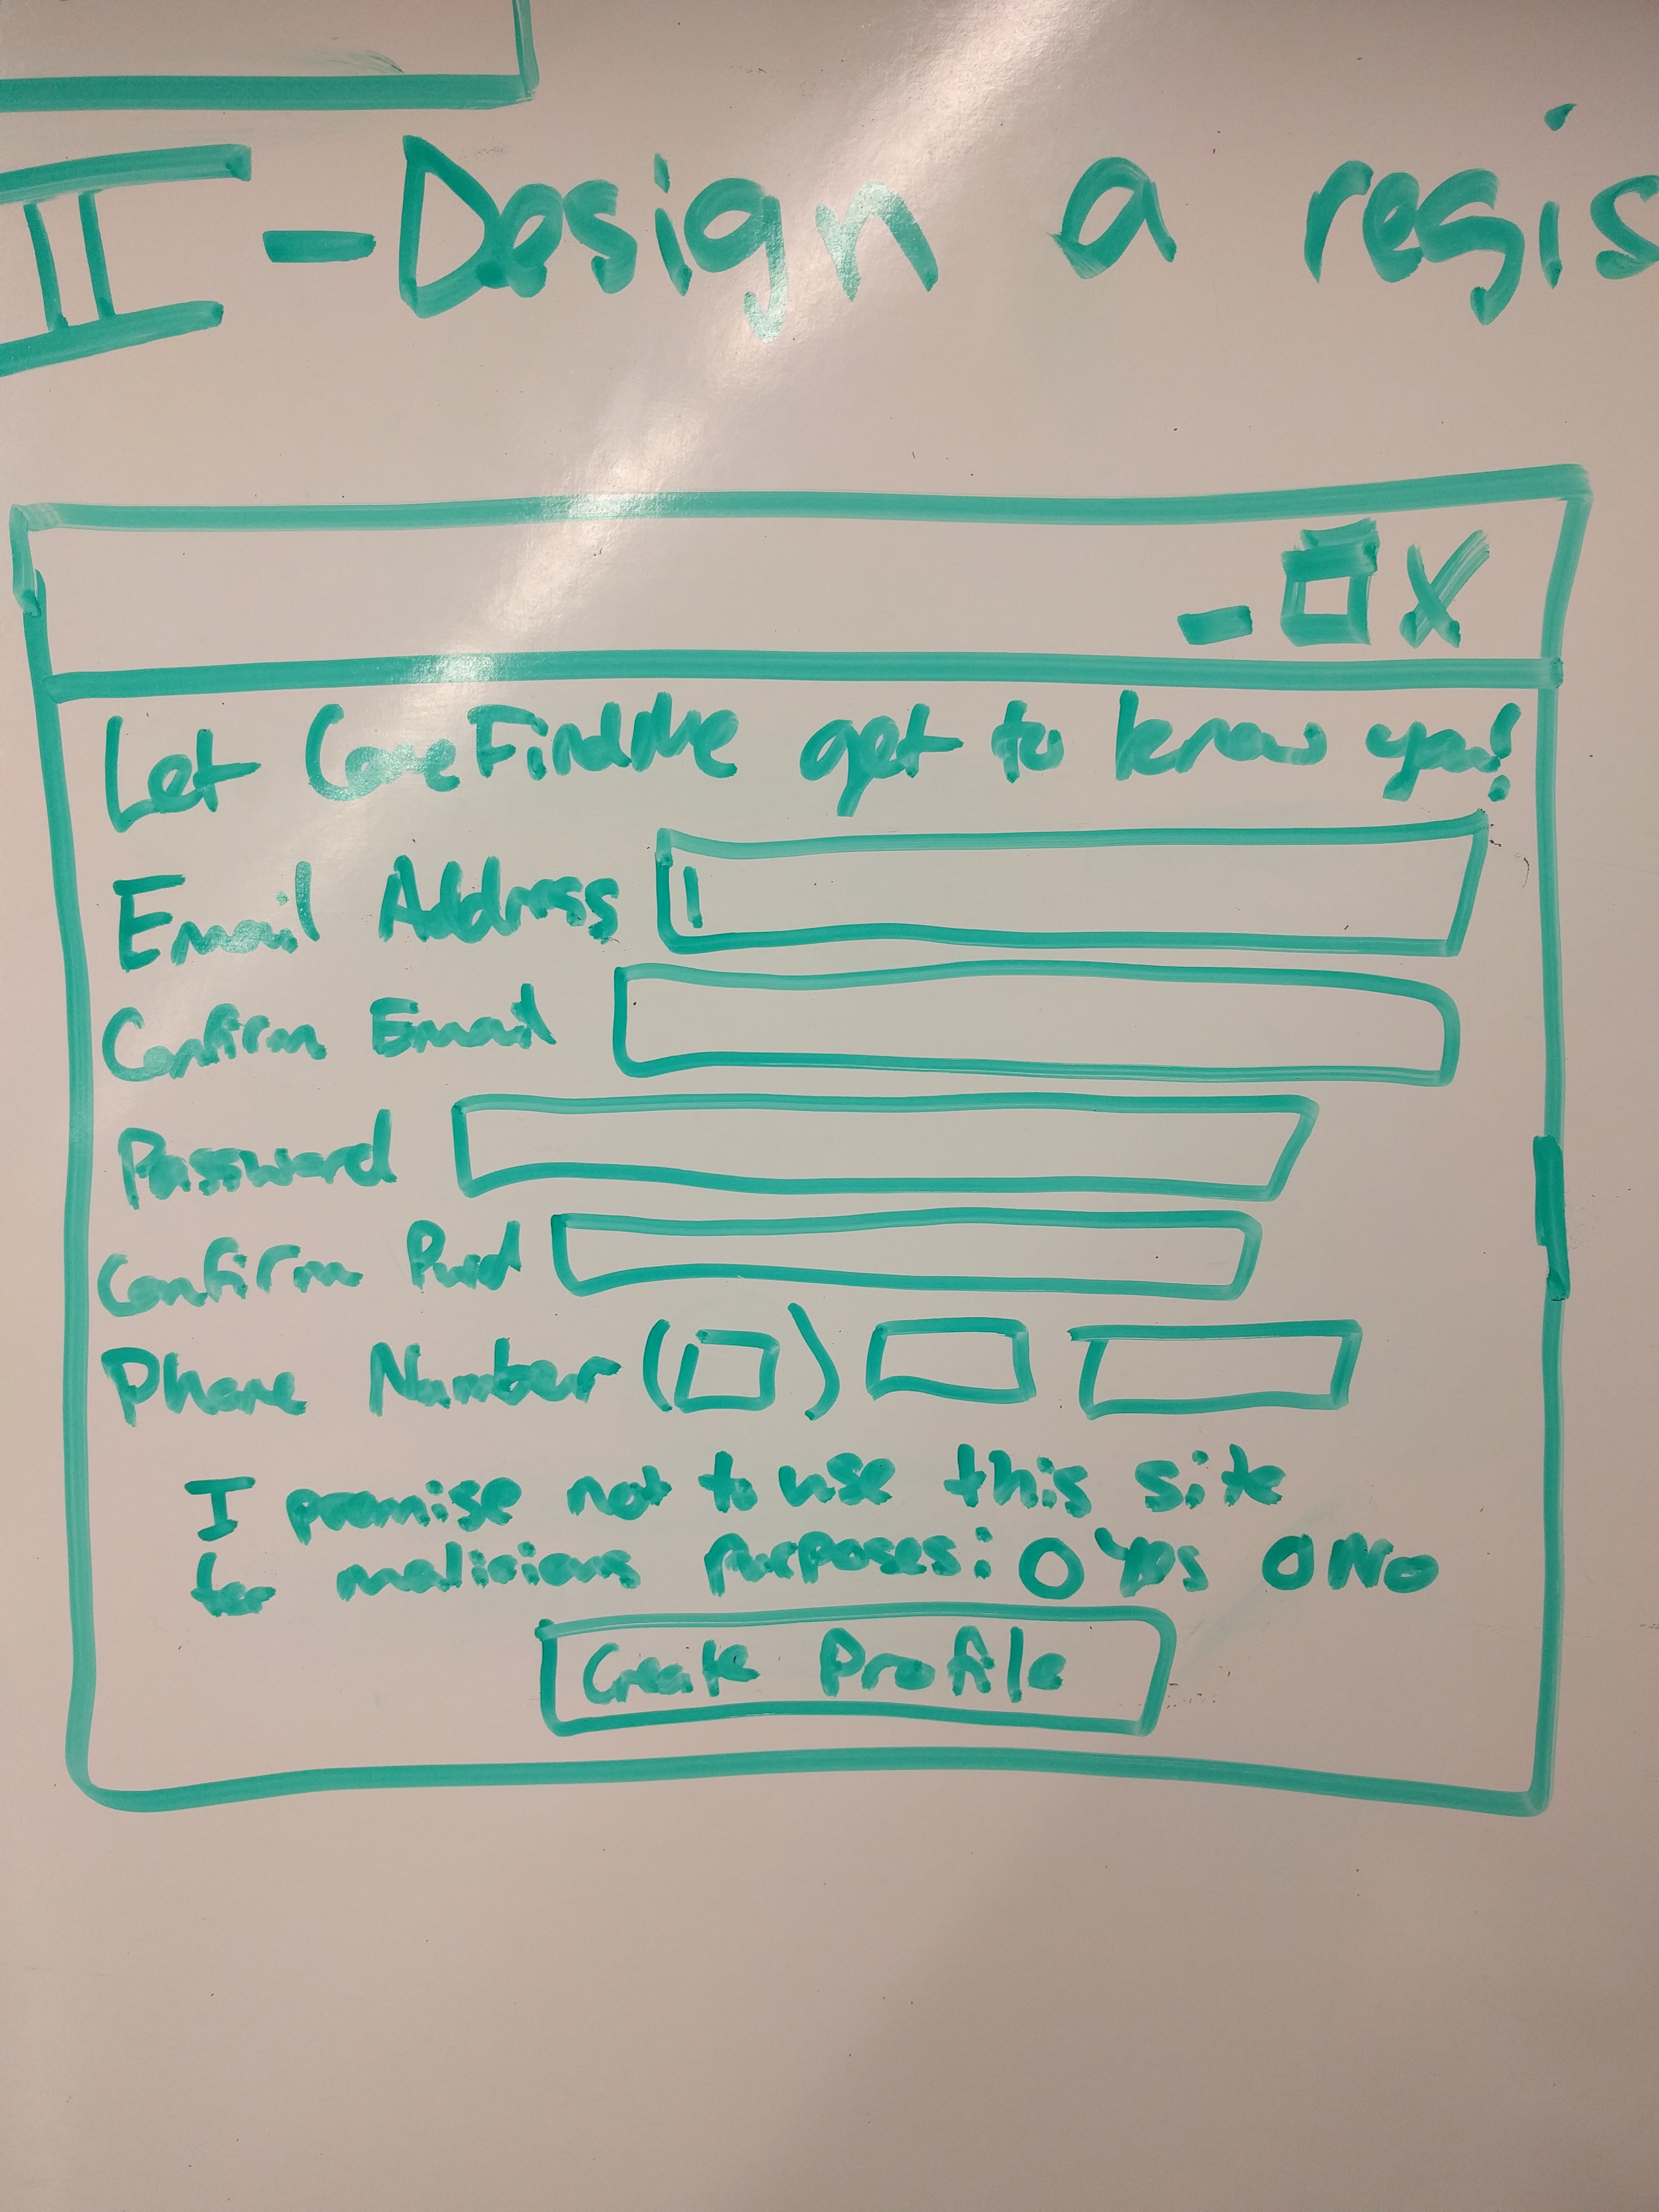 II - Design a regis
_ □ X
Let CareFindMe get to know you!
Email Address
Confirm Email
Password
Confirm Pwd
Phone Number ( )
I promise not to use this site
for malicious purposes: O Yes O No
Create Profile